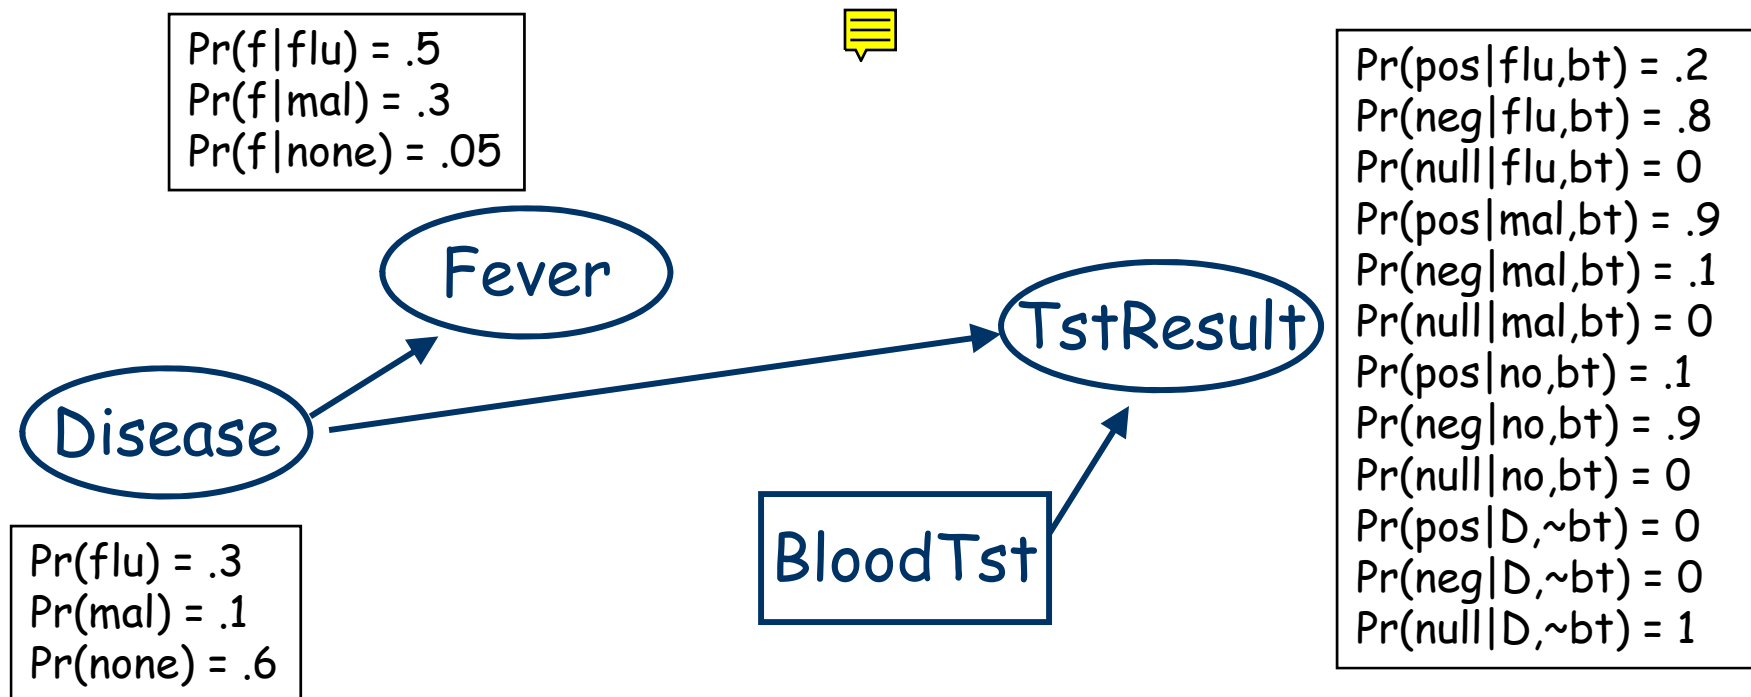 Pr(f|flu) = .5
Pr(f|mal) = .3
Pr(f|none) = .05
Fever
Disease
Pr(flu) = .3
Pr(mal) = .1
Pr(none) = .6
BloodTst
TstResult
Pr(pos|flu,bt) = .2
Pr(neg|flu,bt) = .8
Pr(null|flu,bt) = 0
Pr(pos|mal,bt) = .9
Pr(neg|mal,bt) = .1
Pr(null|mal,bt) = 0
Pr(pos|no,bt) = .1
Pr(neg|no,bt) = .9
Pr(null|no,bt) = 0
Pr(pos|D,~bt) = 0
Pr(neg|D,~bt) = 0
Pr(null|D,~bt) = 1